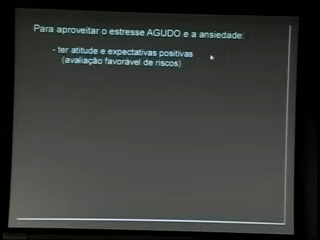 Para aproveitar o estresse AGUDO e a ansiedade:
- ter atitude e expectativas positivas
(avaliação favorável de riscos)